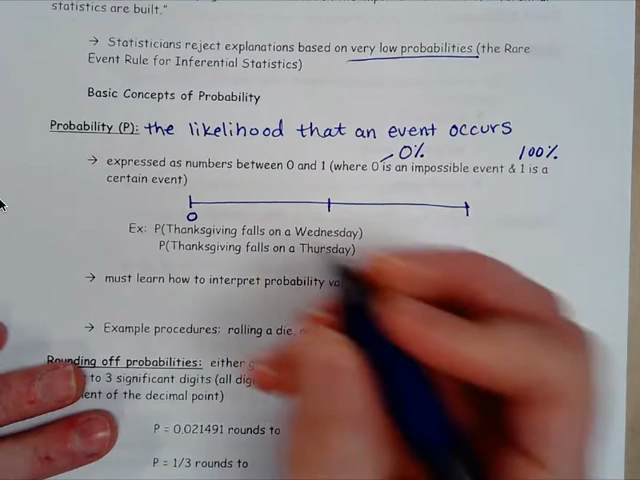 statistics are built."
→ Statisticians reject explanations based on very low probabilities (the Rare
Event Rule for Inferential Statistics)
Basic Concepts of Probability
Probability (P): the likelihood that an event occurs
0% 100%
→ expressed as numbers between 0 and 1 (where 0 is an impossible event & 1 is a
certain event)
0
Ex: P(Thanksgiving falls on a Wednesday)
P(Thanksgiving falls on a Thursday)
→ must learn how to interpret probability
→ Example procedures: rolling a die,
Rounding off probabilities: either
to 3 significant digits (all
of the decimal point)
P = 0.021491 rounds to
P = 1/3 rounds to